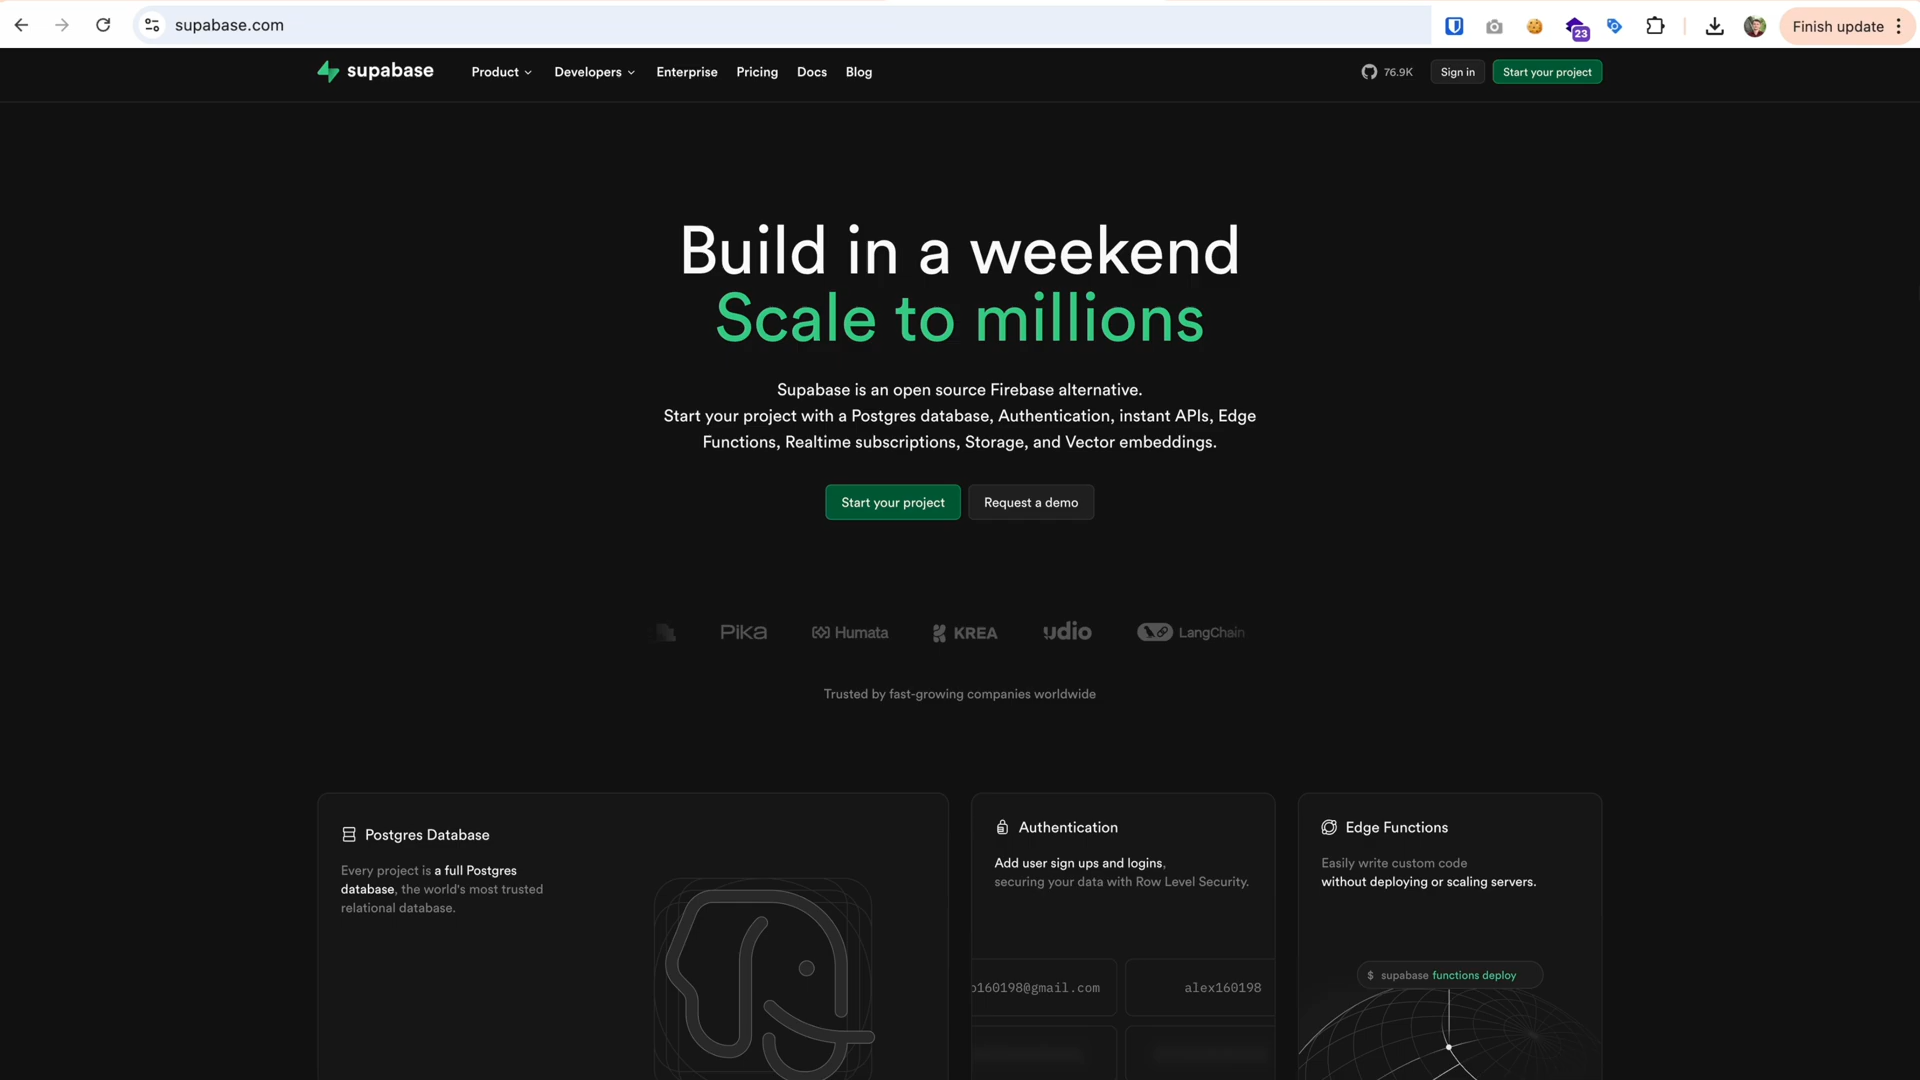 supabase.com
23
Finish update
supabase
Product
Developers
Enterprise
Pricing
Docs
Blog
76.9K
Sign in
Start your project
Build in a weekend
Scale to millions
Supabase is an open source Firebase alternative.
Start your project with a Postgres database, Authentication, instant APIs, Edge
Functions, Realtime subscriptions, Storage, and Vector embeddings.
Start your project
Request a demo
Pika
Humata
KREA
udio
LangChain
Trusted by fast-growing companies worldwide
Postgres Database
Every project is a full Postgres
database, the world's most trusted
relational database.
Authentication
Add user sign ups and logins,
securing your data with Row Level Security.
160198@gmail.com
alex160198
Edge Functions
Easily write custom code
without deploying or scaling servers.
$ supabase functions deploy